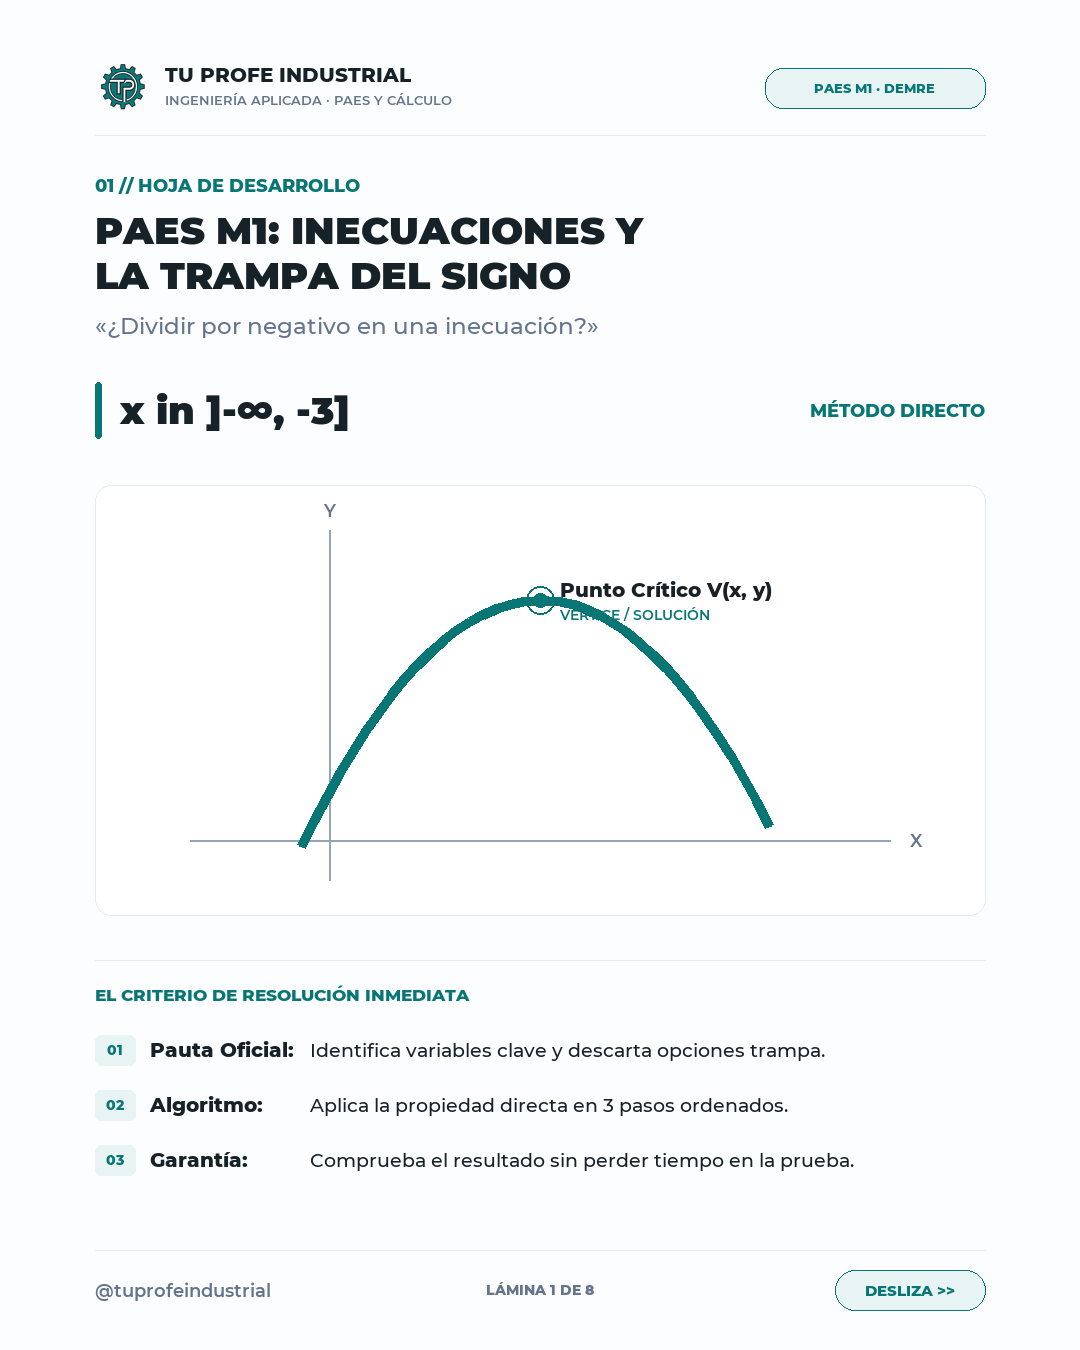 TU PROFE INDUSTRIAL
INGENIERÍA APLICADA · PAES Y CÁLCULO
PAES M1 · DEMRE
01 // HOJA DE DESARROLLO
PAES M1: INECUACIONES Y
LA TRAMPA DEL SIGNO
«¿Dividir por negativo en una inecuación?»
x in ]-∞, -3]
MÉTODO DIRECTO
Y
Punto Crítico V(x, y)
VÉRTICE / SOLUCIÓN
X
EL CRITERIO DE RESOLUCIÓN INMEDIATA
01 Pauta Oficial: Identifica variables clave y descarta opciones trampa.
02 Algoritmo: Aplica la propiedad directa en 3 pasos ordenados.
03 Garantía: Comprueba el resultado sin perder tiempo en la prueba.
@tuprofeindustrial
LÁMINA 1 DE 8
DESLIZA >>